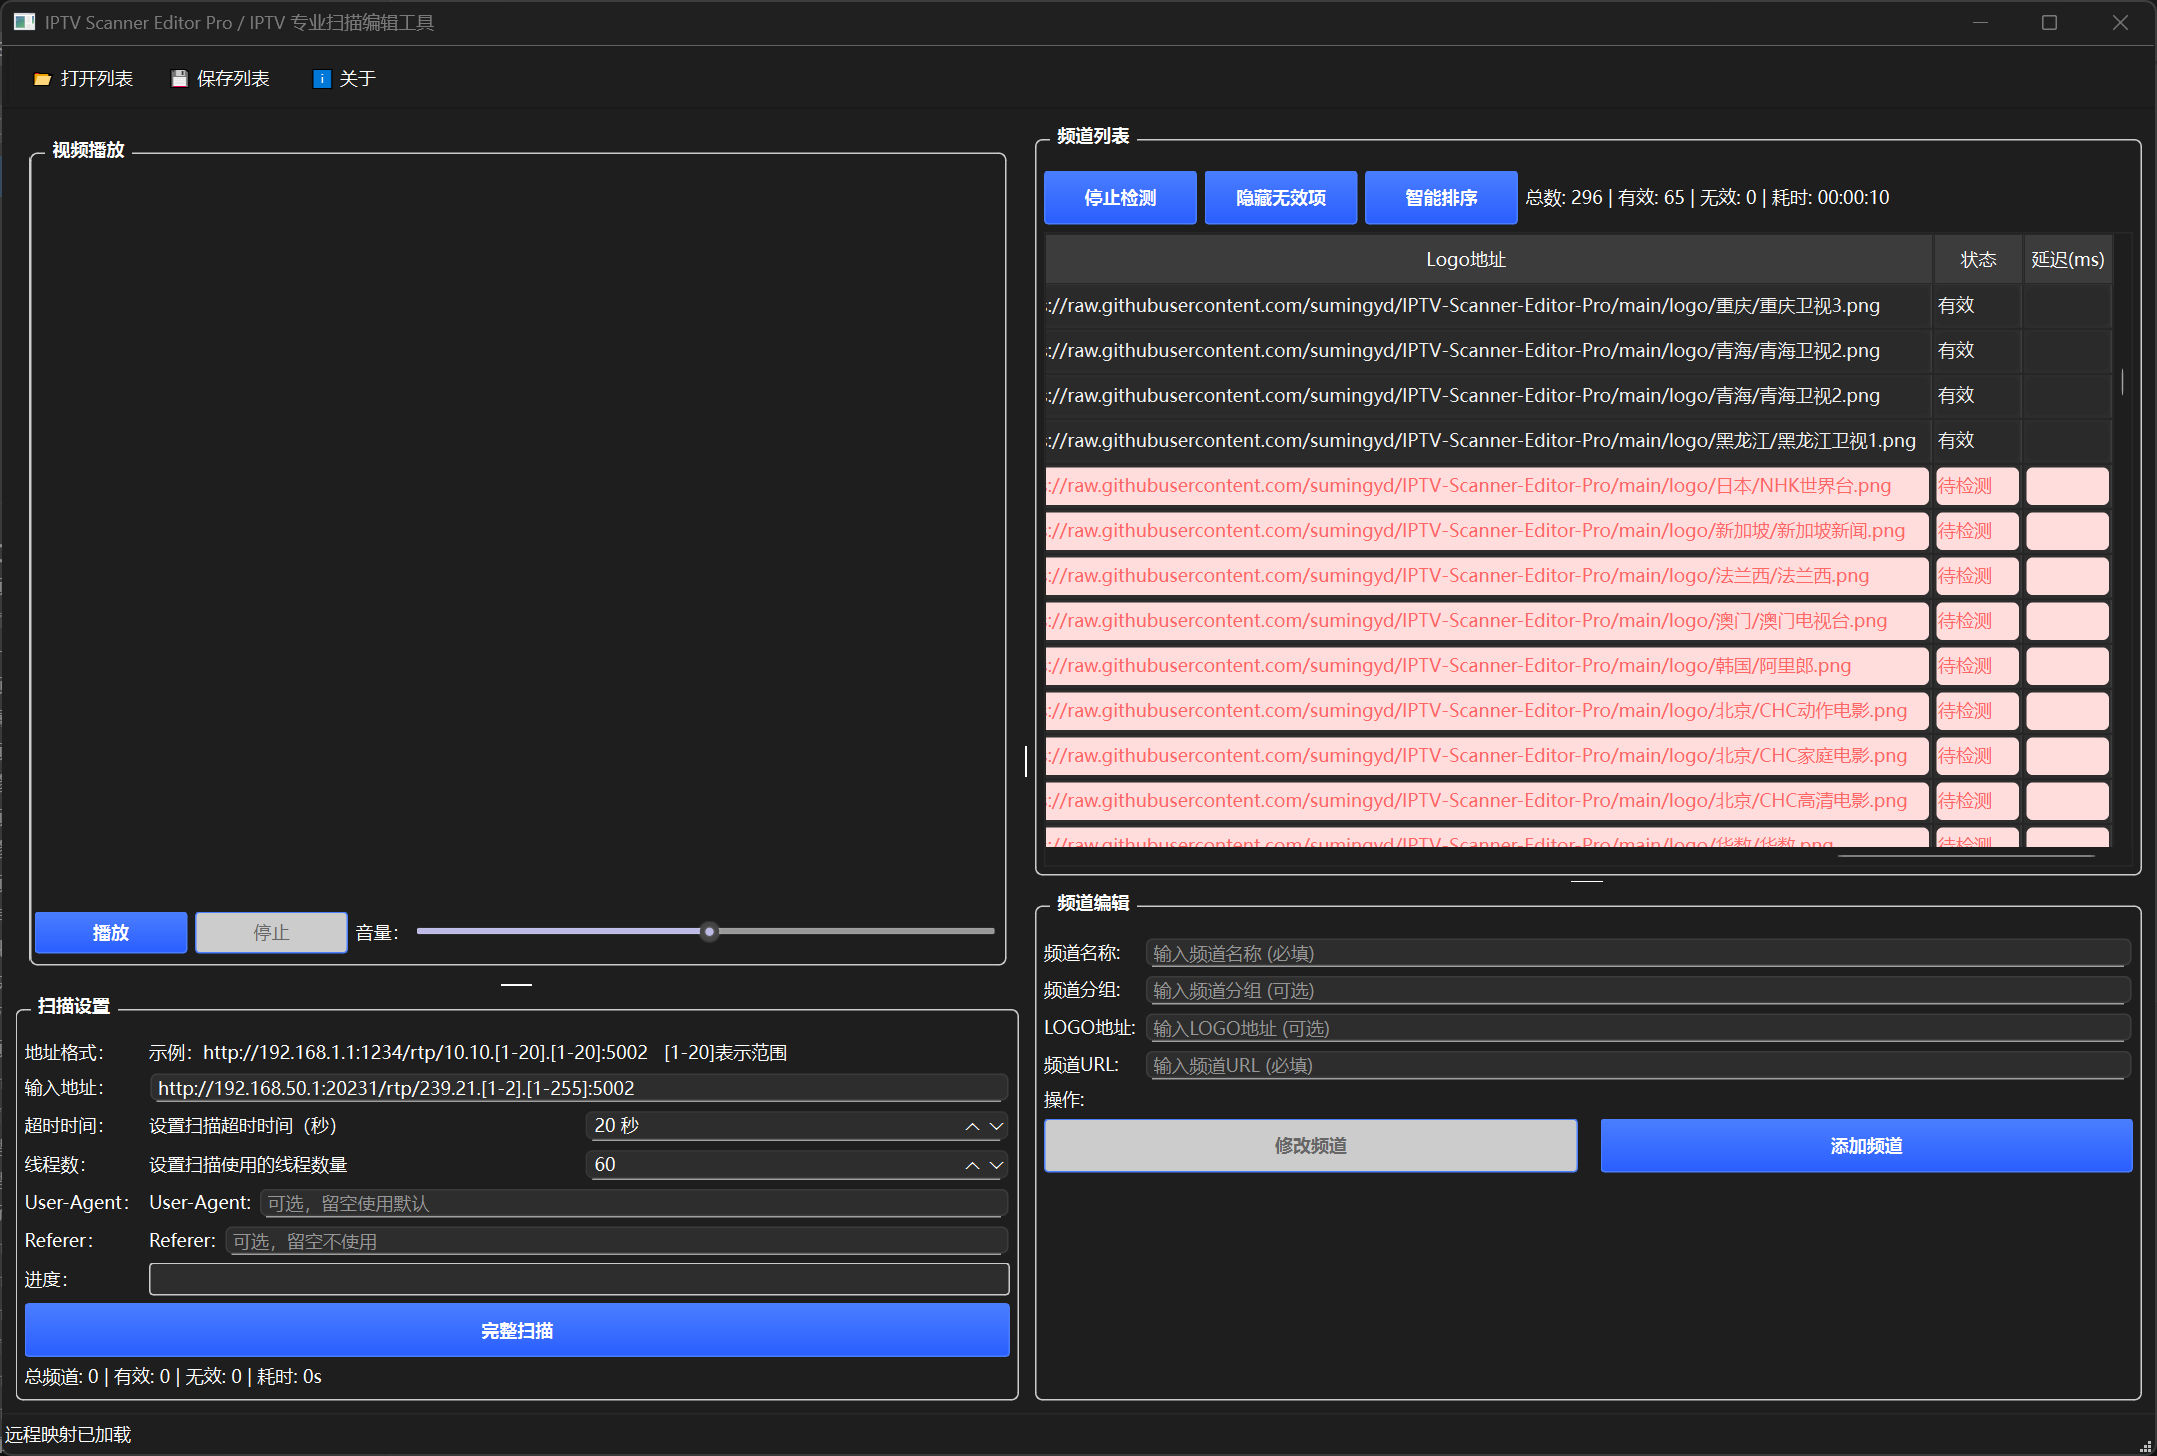 IPTV Scanner Editor Pro / IPTV 专业扫描编辑工具
打开列表 保存列表 关于
视频播放
播放 停止 音量：
扫描设置
地址格式： 示例：http://192.168.1.1:1234/rtp/10.10.[1-20].[1-20]:5002 [1-20]表示范围
输入地址： http://192.168.50.1:20231/rtp/239.21.[1-2].[1-255]:5002
超时时间： 设置扫描超时时间（秒） 20 秒
线程数： 设置扫描使用的线程数量 60
User-Agent： User-Agent: 可选，留空使用默认
Referer： Referer: 可选，留空不使用
进度：
完整扫描
总频道: 0 | 有效: 0 | 无效: 0 | 耗时: 0s
频道列表
停止检测 隐藏无效项 智能排序 总数: 296 | 有效: 65 | 无效: 0 | 耗时: 00:00:10
Logo地址 状态 延迟(ms)
://raw.githubusercontent.com/sumingyd/IPTV-Scanner-Editor-Pro/main/logo/重庆/重庆卫视3.png 有效
://raw.githubusercontent.com/sumingyd/IPTV-Scanner-Editor-Pro/main/logo/青海/青海卫视2.png 有效
://raw.githubusercontent.com/sumingyd/IPTV-Scanner-Editor-Pro/main/logo/青海/青海卫视2.png 有效
://raw.githubusercontent.com/sumingyd/IPTV-Scanner-Editor-Pro/main/logo/黑龙江/黑龙江卫视1.png 有效
://raw.githubusercontent.com/sumingyd/IPTV-Scanner-Editor-Pro/main/logo/日本/NHK世界台.png 待检测
://raw.githubusercontent.com/sumingyd/IPTV-Scanner-Editor-Pro/main/logo/新加坡/新加坡新闻.png 待检测
://raw.githubusercontent.com/sumingyd/IPTV-Scanner-Editor-Pro/main/logo/法兰西/法兰西.png 待检测
://raw.githubusercontent.com/sumingyd/IPTV-Scanner-Editor-Pro/main/logo/澳门/澳门电视台.png 待检测
://raw.githubusercontent.com/sumingyd/IPTV-Scanner-Editor-Pro/main/logo/韩国/阿里郎.png 待检测
://raw.githubusercontent.com/sumingyd/IPTV-Scanner-Editor-Pro/main/logo/北京/CHC动作电影.png 待检测
://raw.githubusercontent.com/sumingyd/IPTV-Scanner-Editor-Pro/main/logo/北京/CHC家庭电影.png 待检测
://raw.githubusercontent.com/sumingyd/IPTV-Scanner-Editor-Pro/main/logo/北京/CHC高清电影.png 待检测
://raw.githubusercontent.com/sumingyd/IPTV-Scanner-Editor-Pro/main/logo/华数/华数.png 待检测
频道编辑
频道名称: 输入频道名称 (必填)
频道分组: 输入频道分组 (可选)
LOGO地址: 输入LOGO地址 (可选)
频道URL: 输入频道URL (必填)
操作:
修改频道 添加频道
远程映射已加载